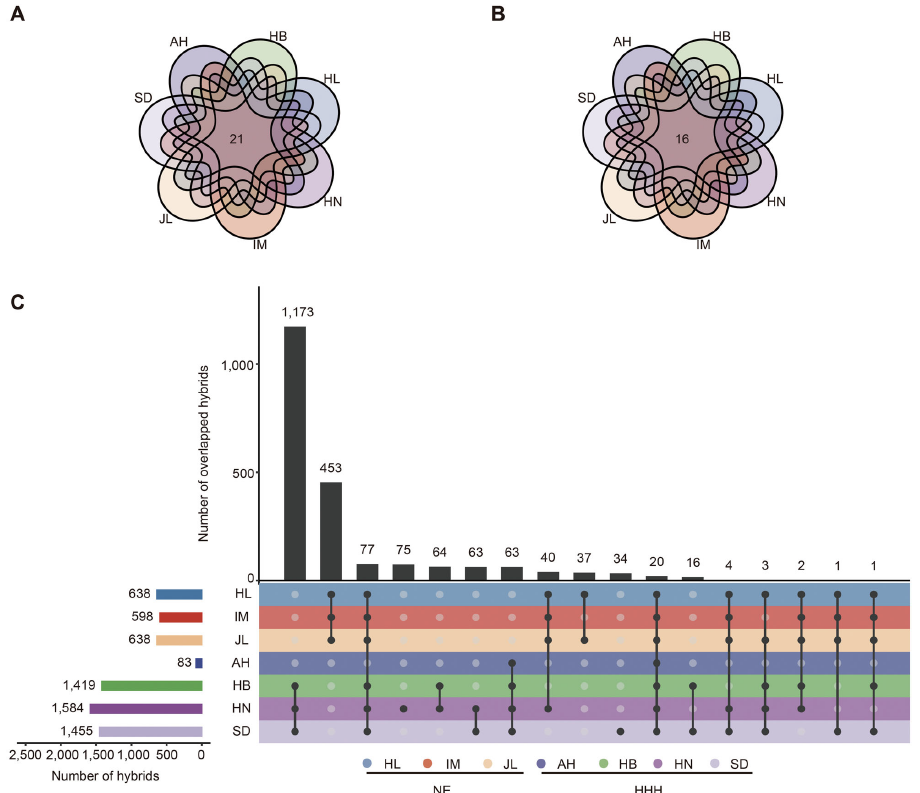 A
B
AH
HB
HL
HN
IM
JL
SD
21
AH
HB
HL
HN
IM
JL
SD
16
C
Number of overlapped hybrids
1,000
500
0
1,173
453
77
75
64
63
63
40
37
34
20
16
4
3
2
1
1
638 HL
598 IM
638 JL
83 AH
1,419 HB
1,584 HN
1,455 SD
2,500 2,000 1,500 1,000 500 0
Number of hybrids
HL IM JL AH HB HN SD
NE HHH